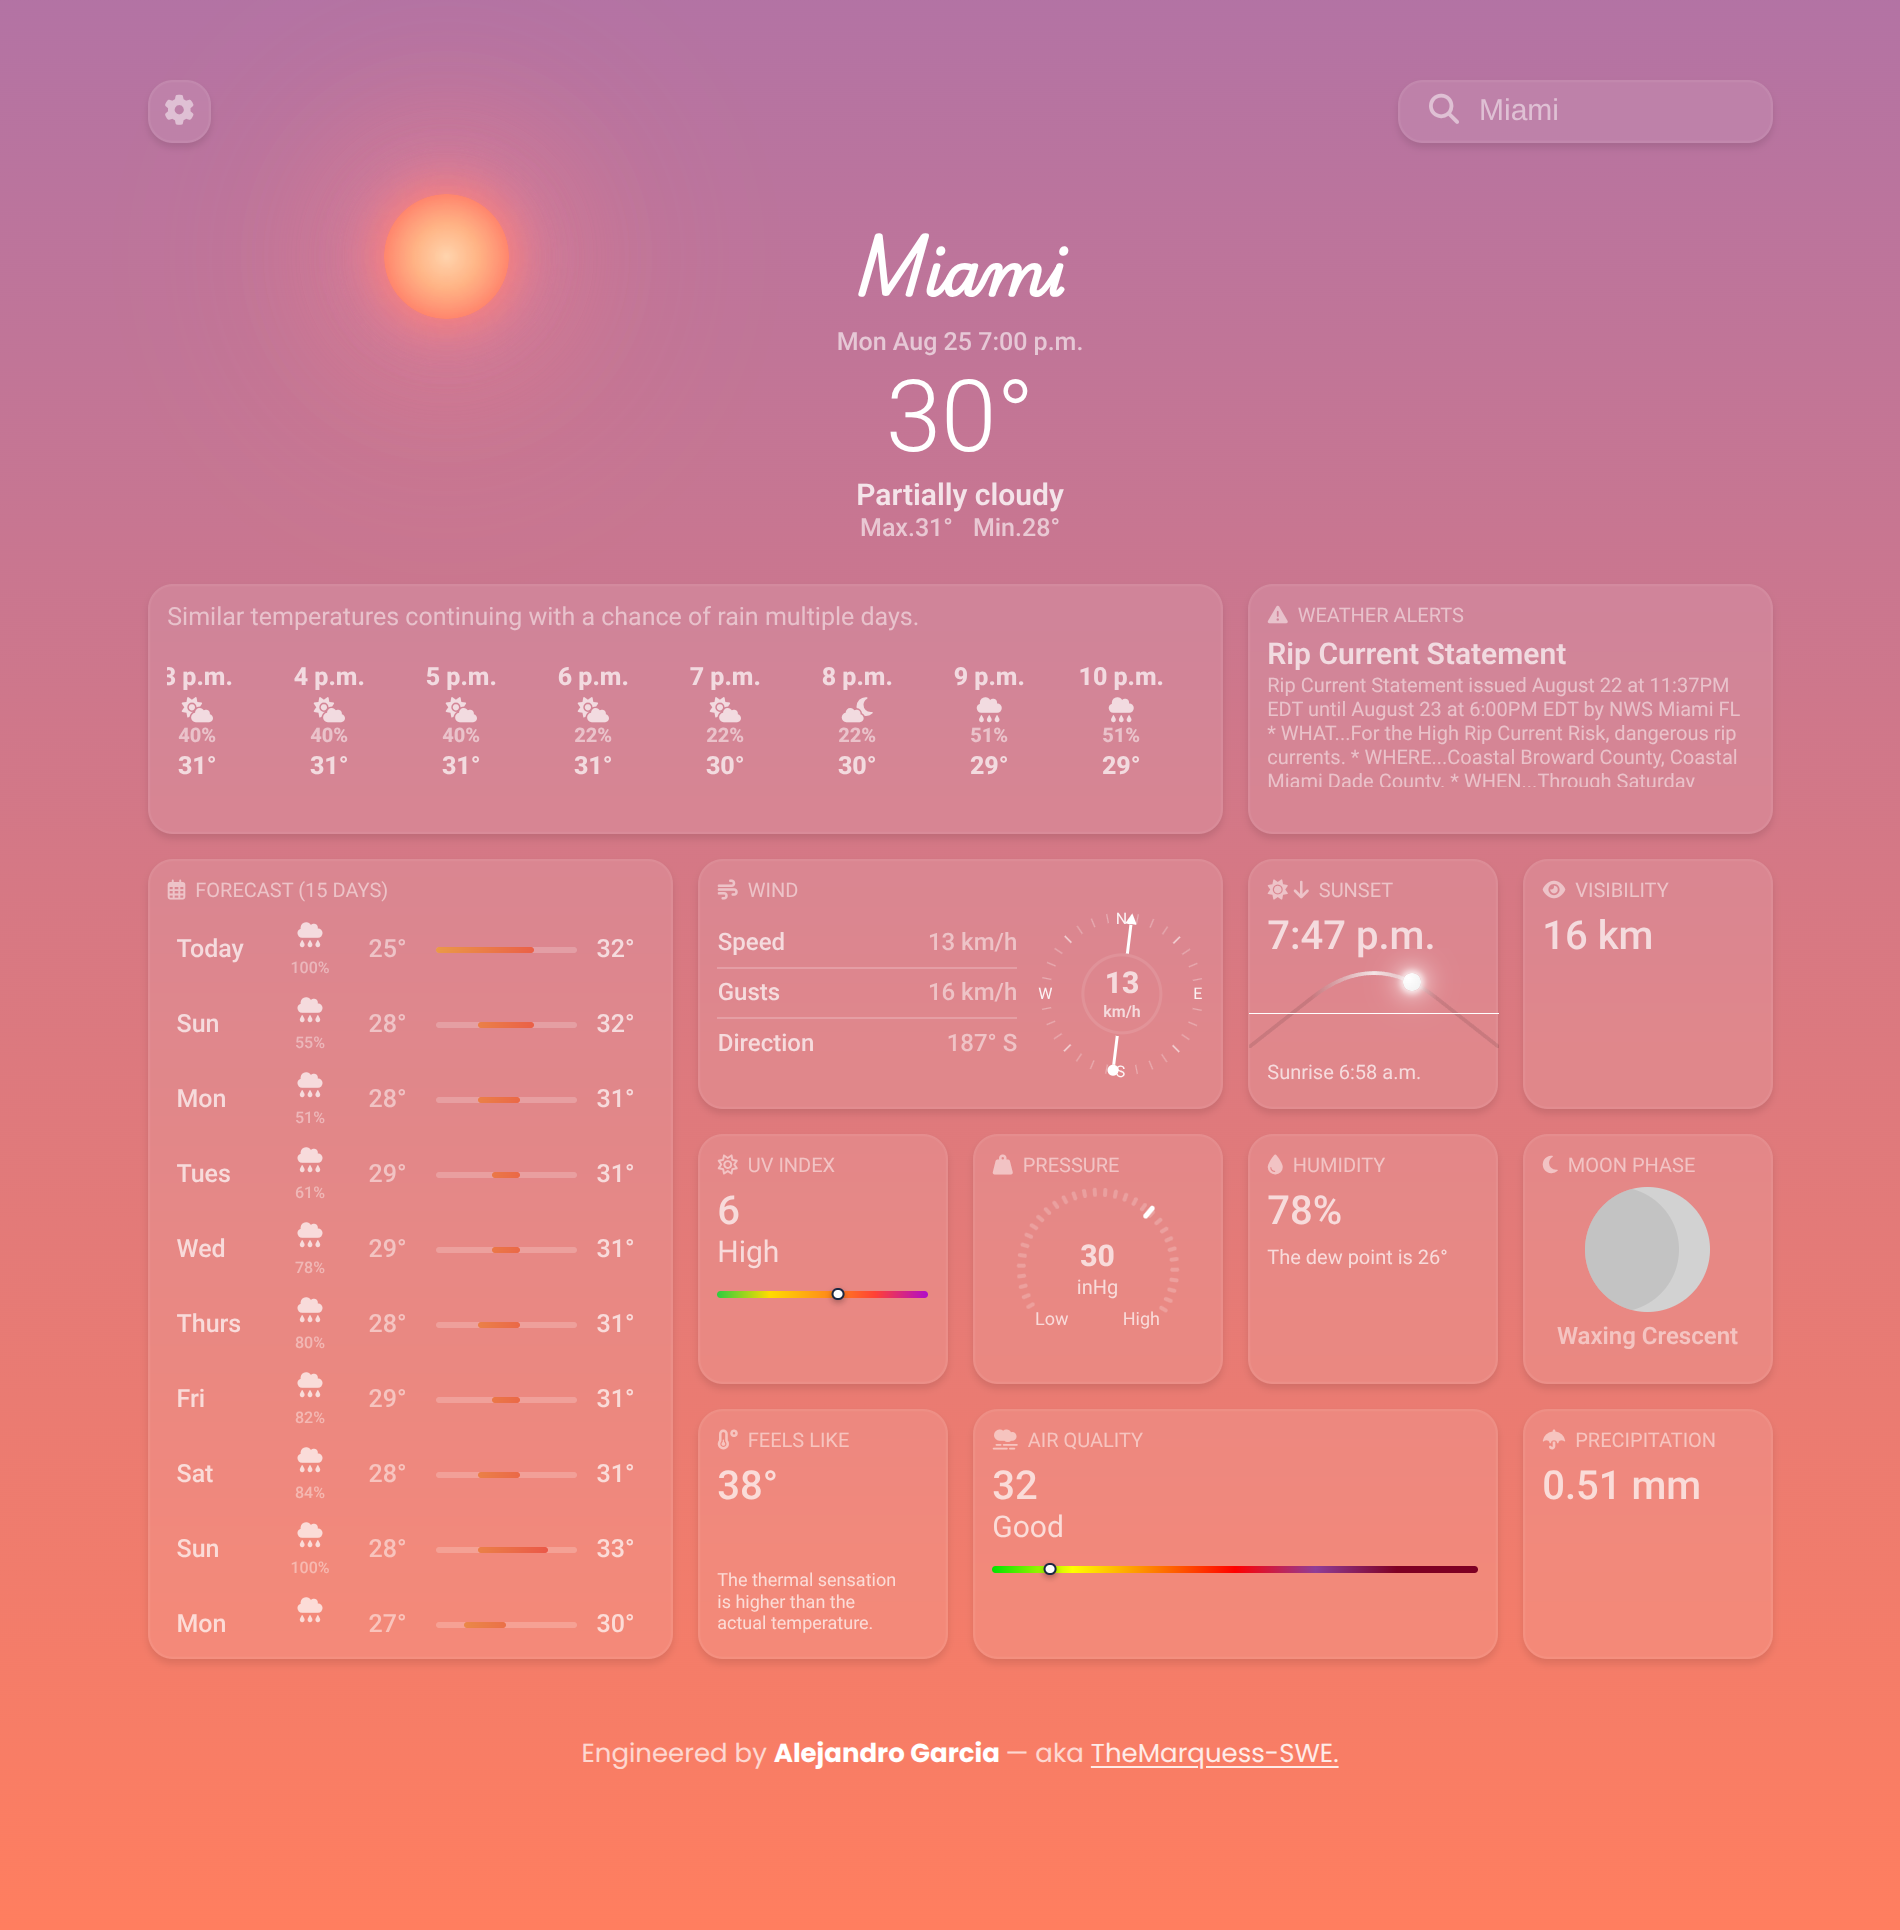 Miami
Miami
Mon Aug 25 7:00 p.m.
30°
Partially cloudy
Max.31° Min.28°
Similar temperatures continuing with a chance of rain multiple days.
3 p.m. 4 p.m. 5 p.m. 6 p.m. 7 p.m. 8 p.m. 9 p.m. 10 p.m.
40% 40% 40% 22% 22% 22% 51% 51%
31° 31° 31° 31° 30° 30° 29° 29°
WEATHER ALERTS
Rip Current Statement
Rip Current Statement issued August 22 at 11:37PM
EDT until August 23 at 6:00PM EDT by NWS Miami FL
* WHAT...For the High Rip Current Risk, dangerous rip
currents. * WHERE...Coastal Broward County, Coastal
Miami Dade County. * WHEN...Through Saturday
FORECAST (15 DAYS)
Today 100% 25° 32°
Sun 55% 28° 32°
Mon 51% 28° 31°
Tues 61% 29° 31°
Wed 78% 29° 31°
Thurs 80% 28° 31°
Fri 82% 29° 31°
Sat 84% 28° 31°
Sun 100% 28° 33°
Mon 27° 30°
WIND
Speed 13 km/h
Gusts 16 km/h
Direction 187° S
N
W
13
km/h
E
S
SUNSET
7:47 p.m.
Sunrise 6:58 a.m.
VISIBILITY
16 km
UV INDEX
6
High
PRESSURE
30
inHg
Low High
HUMIDITY
78%
The dew point is 26°
MOON PHASE
Waxing Crescent
FEELS LIKE
38°
The thermal sensation
is higher than the
actual temperature.
AIR QUALITY
32
Good
PRECIPITATION
0.51 mm
Engineered by Alejandro Garcia — aka TheMarquess-SWE.